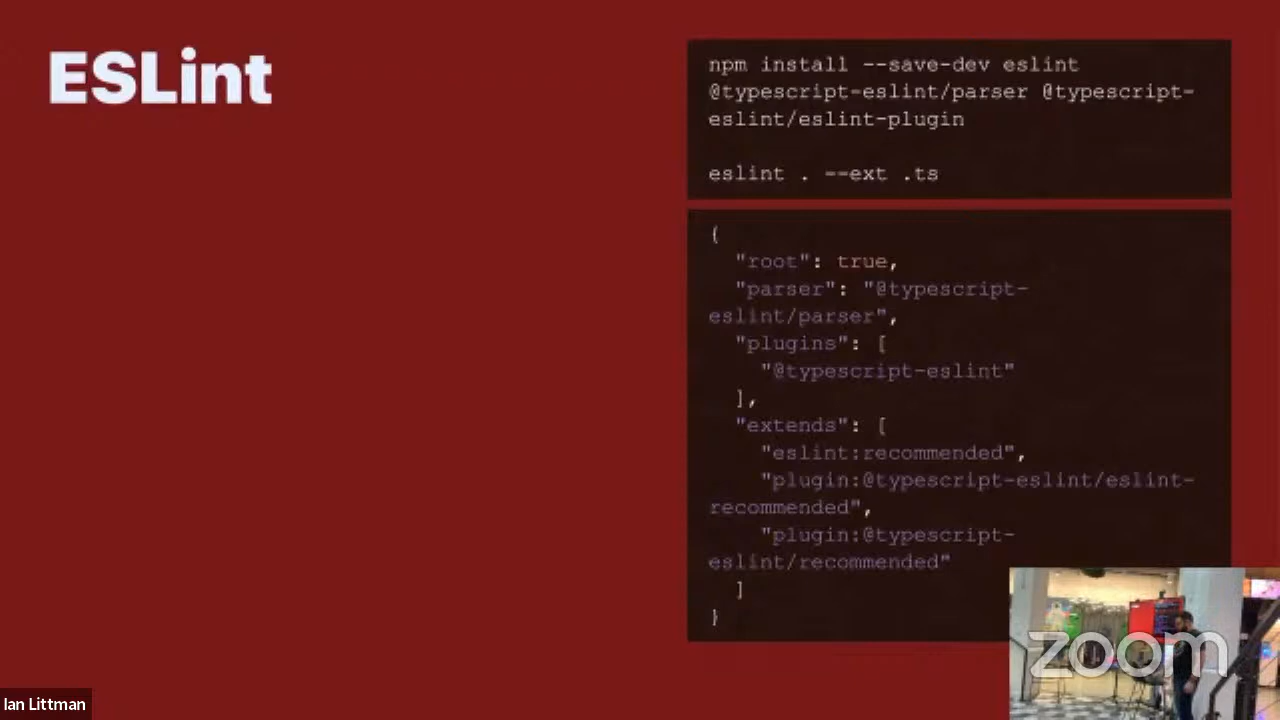 ESLint
npm install --save-dev eslint
@typescript-eslint/parser @typescript-
eslint/eslint-plugin
eslint . --ext .ts
{
"root": true,
"parser": "@typescript-
eslint/parser",
"plugins": [
"@typescript-eslint"
],
"extends": [
"eslint:recommended",
"plugin:@typescript-eslint/eslint-
recommended",
"plugin:@typescript-
eslint/recommended"
]
}
zoom
Ian Littman